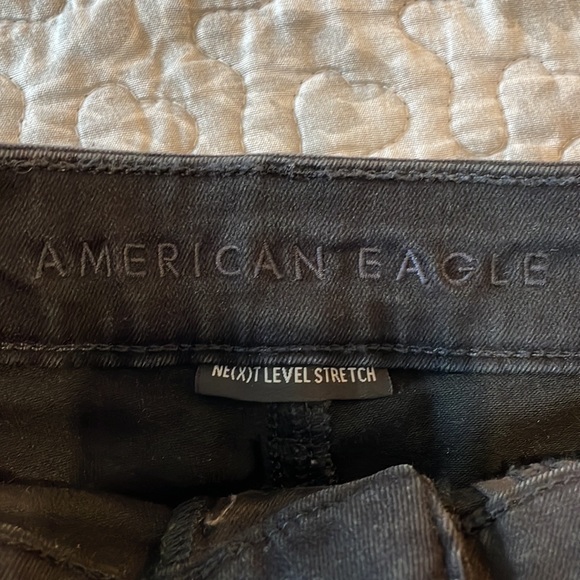 AMERICAN EAGLE
NE(X)T LEVEL STRETCH